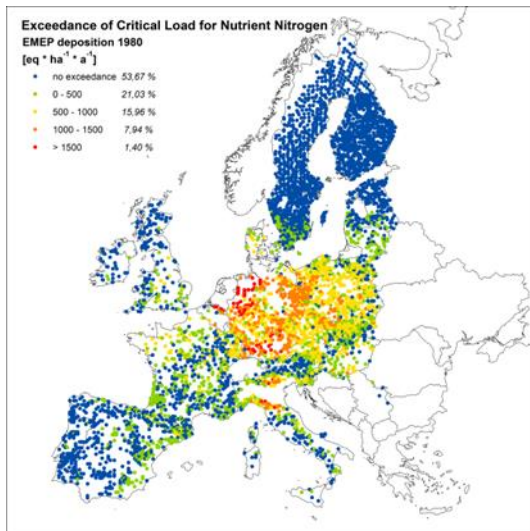 Exceedance of Critical Load for Nutrient Nitrogen
EMEP deposition 1980
[eq * ha⁻¹ * a⁻¹]
no exceedance 53,67 %
0 - 500 21,03 %
500 - 1000 15,96 %
1000 - 1500 7,94 %
> 1500 1,40 %